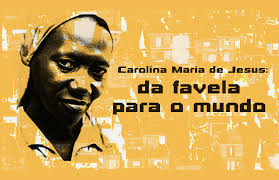 Carolina Maria de Jesus:
da favela
para o mundo